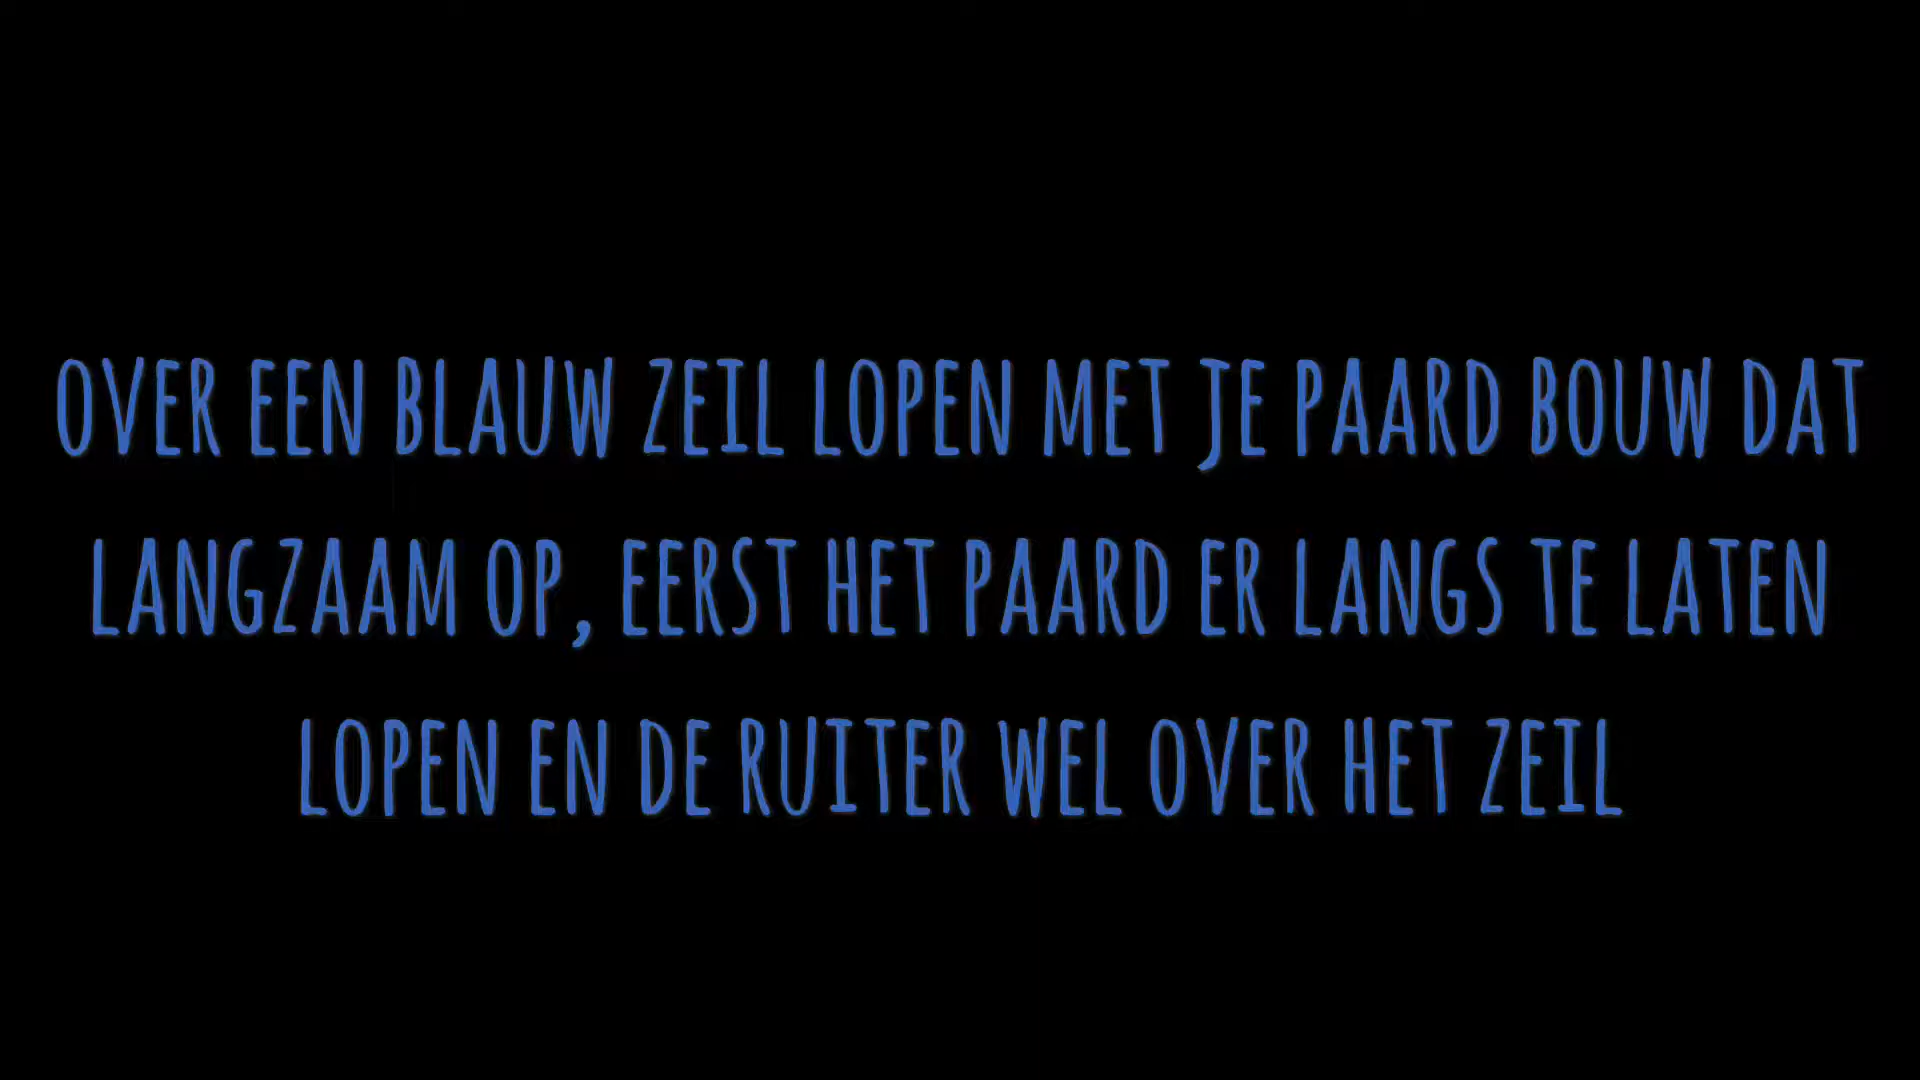 OVER EEN BLAUW ZEIL LOPEN MET JE PAARD BOUW DAT
LANGZAAM OP, EERST HET PAARD ER LANGS TE LATEN
LOPEN EN DE RUITER WEL OVER HET ZEIL